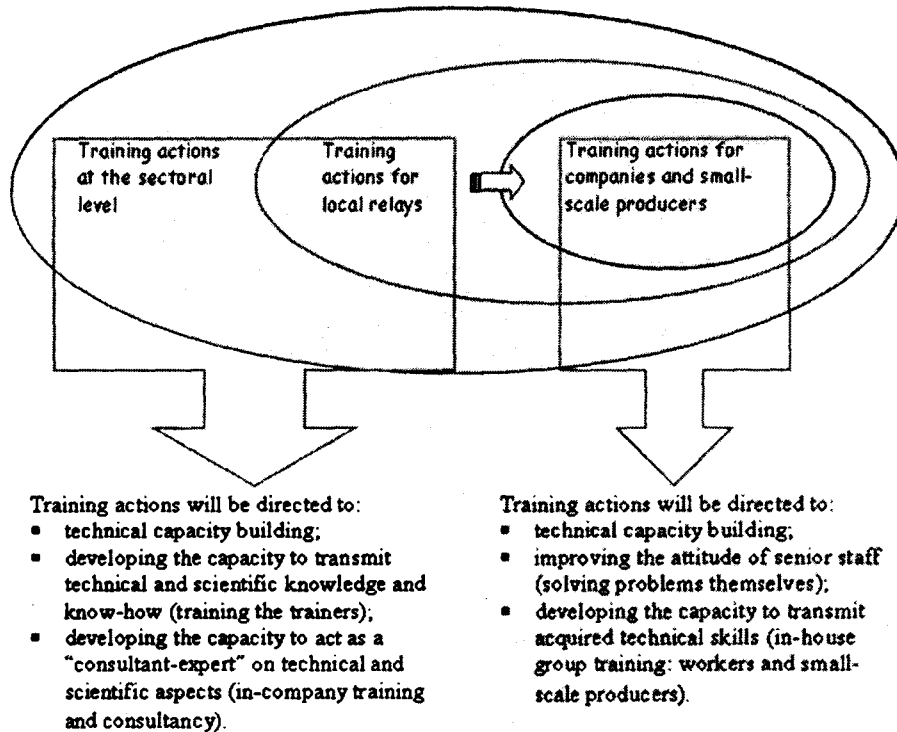 Training actions
at the sectoral
level
Training
actions for
local relays
Training actions for
companies and small-
scale producers
Training actions will be directed to:
▪ technical capacity building;
▪ developing the capacity to transmit
technical and scientific knowledge and
know-how (training the trainers);
▪ developing the capacity to act as a
"consultant-expert" on technical and
scientific aspects (in-company training
and consultancy).
Training actions will be directed to:
▪ technical capacity building;
▪ improving the attitude of senior staff
(solving problems themselves);
▪ developing the capacity to transmit
acquired technical skills (in-house
group training: workers and small-
scale producers).